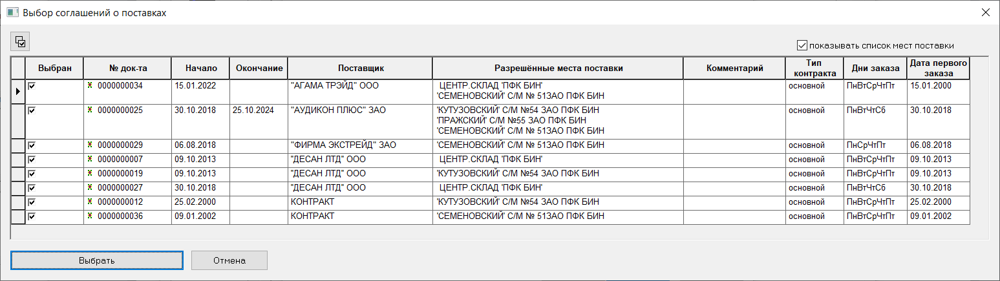 Выбор соглашений о поставках
показывать список мест поставки
Выбран № док-та Начало Окончание Поставщик Разрешённые места поставки Комментарий Тип контракта Дни заказа Дата первого заказа
0000000034 15.01.2022 "АГАМА ТРЭЙД" ООО ЦЕНТР.СКЛАД 'ПФК БИН' основной ПнВтСрЧтПт 15.01.2000
'СЕМЕНОВСКИЙ' С/М № 51ЗАО ПФК БИН
0000000025 30.10.2018 25.10.2024 "АУДИКОН ПЛЮС" ЗАО 'КУТУЗОВСКИЙ' С/М №54 ЗАО ПФК БИН основной ПнВтЧтСб 30.10.2018
'ПРАЖСКИЙ' С/М №55 ЗАО ПФК БИН
'СЕМЕНОВСКИЙ' С/М № 51ЗАО ПФК БИН
0000000029 06.08.2018 "ФИРМА ЭКСТРЕЙД" ЗАО 'СЕМЕНОВСКИЙ' С/М № 51ЗАО ПФК БИН основной ПнСрЧтПт 06.08.2018
0000000007 09.10.2013 "ДЕСАН ЛТД" ООО ЦЕНТР.СКЛАД 'ПФК БИН' основной ПнВтСрЧтПт 09.10.2013
0000000019 09.10.2013 "ДЕСАН ЛТД" ООО 'КУТУЗОВСКИЙ' С/М №54 ЗАО ПФК БИН основной ПнВтСрЧтПт 09.10.2013
0000000027 30.10.2018 "ДЕСАН ЛТД" ООО ЦЕНТР.СКЛАД 'ПФК БИН' основной ПнВтЧтСб 30.10.2018
0000000012 25.02.2000 КОНТРАКТ 'КУТУЗОВСКИЙ' С/М №54 ЗАО ПФК БИН основной ПнВтСрЧтПт 25.02.2000
0000000036 09.01.2002 КОНТРАКТ 'СЕМЕНОВСКИЙ' С/М № 51ЗАО ПФК БИН основной ПнВтСрЧтПт 09.01.2002
Выбрать Отмена